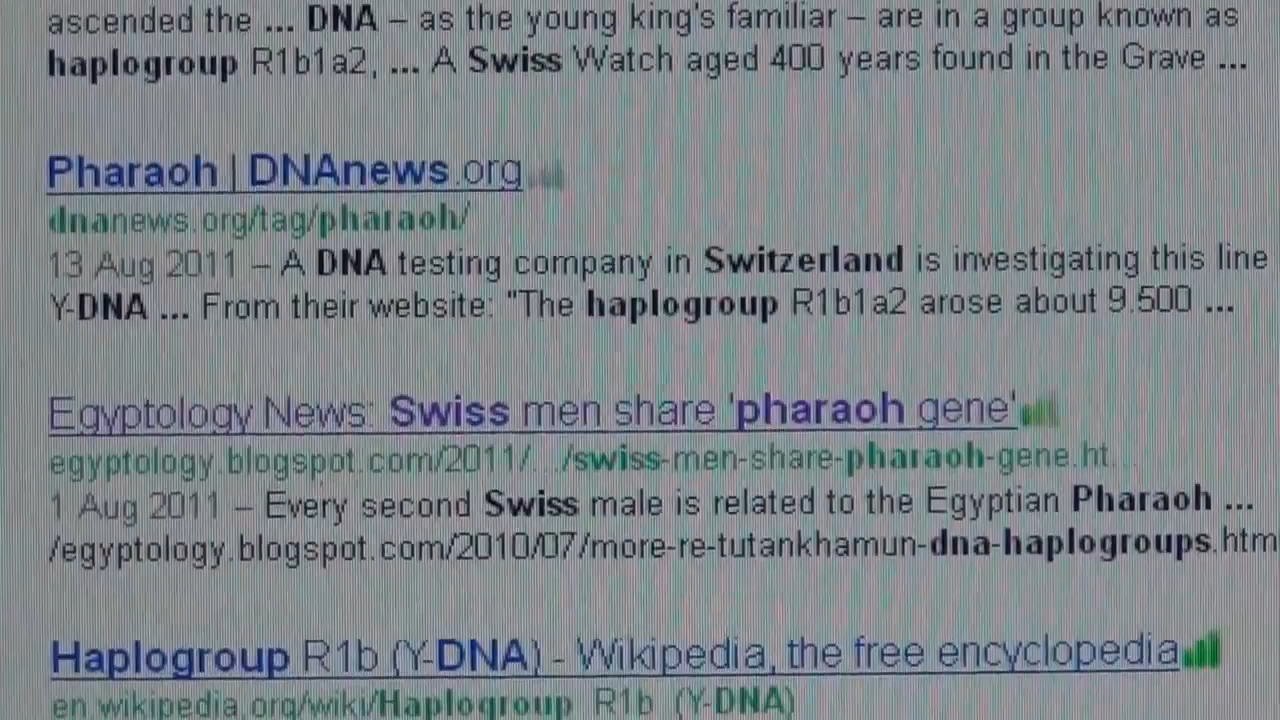 ascended the ... DNA – as the young king's familiar – are in a group known as
haplogroup R1b1a2, ... A Swiss Watch aged 400 years found in the Grave ...
Pharaoh | DNAnews.org
dnanews.org/tag/pharaoh/
13 Aug 2011 – A DNA testing company in Switzerland is investigating this line
Y-DNA ... From their website: "The haplogroup R1b1a2 arose about 9.500 ...
Egyptology News: Swiss men share 'pharaoh gene'
egyptology.blogspot.com/2011/.../swiss-men-share-pharaoh-gene.ht...
1 Aug 2011 – Every second Swiss male is related to the Egyptian Pharaoh ...
/egyptology.blogspot.com/2010/07/more-re-tutankhamun-dna-haplogroups.htm
Haplogroup R1b (Y-DNA) - Wikipedia, the free encyclopedia
en.wikipedia.org/wiki/Haplogroup_R1b_(Y-DNA)